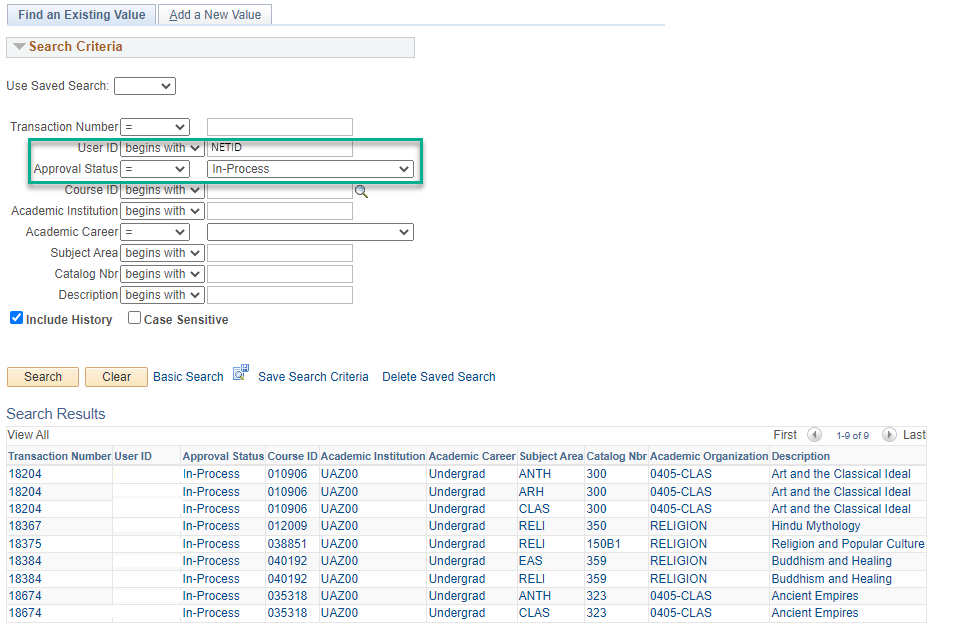 Find an Existing Value Add a New Value
Search Criteria
Use Saved Search:
Transaction Number =
User ID begins with NETID
Approval Status = In-Process
Course ID begins with
Academic Institution begins with
Academic Career =
Subject Area begins with
Catalog Nbr begins with
Description begins with
Include History Case Sensitive
Search Clear Basic Search Save Search Criteria Delete Saved Search
Search Results
View All First 1-9 of 9 Last
Transaction Number User ID Approval Status Course ID Academic Institution Academic Career Subject Area Catalog Nbr Academic Organization Description
18204 In-Process 010906 UAZ00 Undergrad ANTH 300 0405-CLAS Art and the Classical Ideal
18204 In-Process 010906 UAZ00 Undergrad ARH 300 0405-CLAS Art and the Classical Ideal
18204 In-Process 010906 UAZ00 Undergrad CLAS 300 0405-CLAS Art and the Classical Ideal
18367 In-Process 012009 UAZ00 Undergrad RELI 350 RELIGION Hindu Mythology
18375 In-Process 038851 UAZ00 Undergrad RELI 150B1 RELIGION Religion and Popular Culture
18384 In-Process 040192 UAZ00 Undergrad EAS 359 RELIGION Buddhism and Healing
18384 In-Process 040192 UAZ00 Undergrad RELI 359 RELIGION Buddhism and Healing
18674 In-Process 035318 UAZ00 Undergrad ANTH 323 0405-CLAS Ancient Empires
18674 In-Process 035318 UAZ00 Undergrad CLAS 323 0405-CLAS Ancient Empires